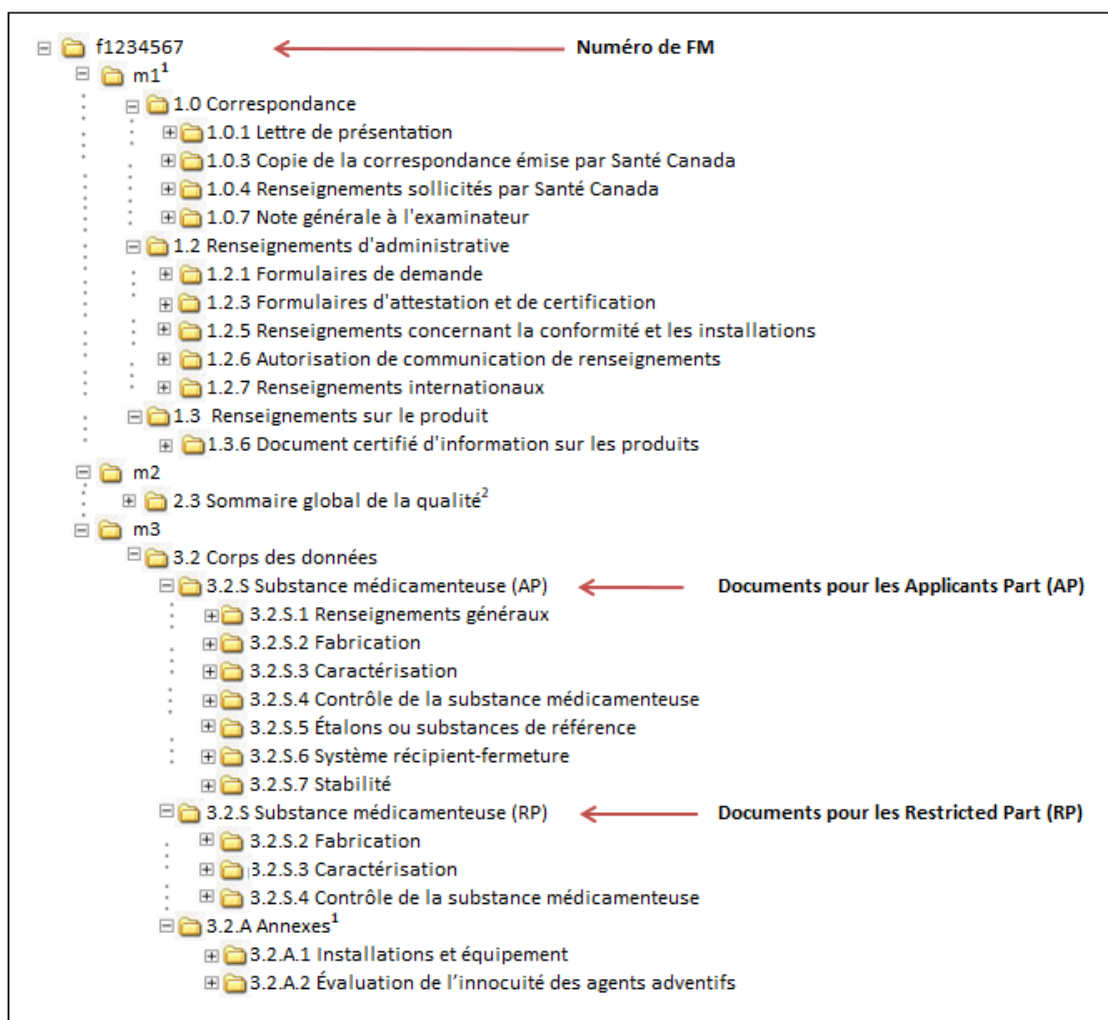 f1234567 Numéro de FM
m1¹
1.0 Correspondance
1.0.1 Lettre de présentation
1.0.3 Copie de la correspondance émise par Santé Canada
1.0.4 Renseignements sollicités par Santé Canada
1.0.7 Note générale à l'examinateur
1.2 Renseignements d'administrative
1.2.1 Formulaires de demande
1.2.3 Formulaires d'attestation et de certification
1.2.5 Renseignements concernant la conformité et les installations
1.2.6 Autorisation de communication de renseignements
1.2.7 Renseignements internationaux
1.3 Renseignements sur le produit
1.3.6 Document certifié d'information sur les produits
m2
2.3 Sommaire global de la qualité²
m3
3.2 Corps des données
3.2.S Substance médicamenteuse (AP) Documents pour les Applicants Part (AP)
3.2.S.1 Renseignements généraux
3.2.S.2 Fabrication
3.2.S.3 Caractérisation
3.2.S.4 Contrôle de la substance médicamenteuse
3.2.S.5 Étalons ou substances de référence
3.2.S.6 Système récipient-fermeture
3.2.S.7 Stabilité
3.2.S Substance médicamenteuse (RP) Documents pour les Restricted Part (RP)
3.2.S.2 Fabrication
3.2.S.3 Caractérisation
3.2.S.4 Contrôle de la substance médicamenteuse
3.2.A Annexes¹
3.2.A.1 Installations et équipement
3.2.A.2 Évaluation de l’innocuité des agents adventifs